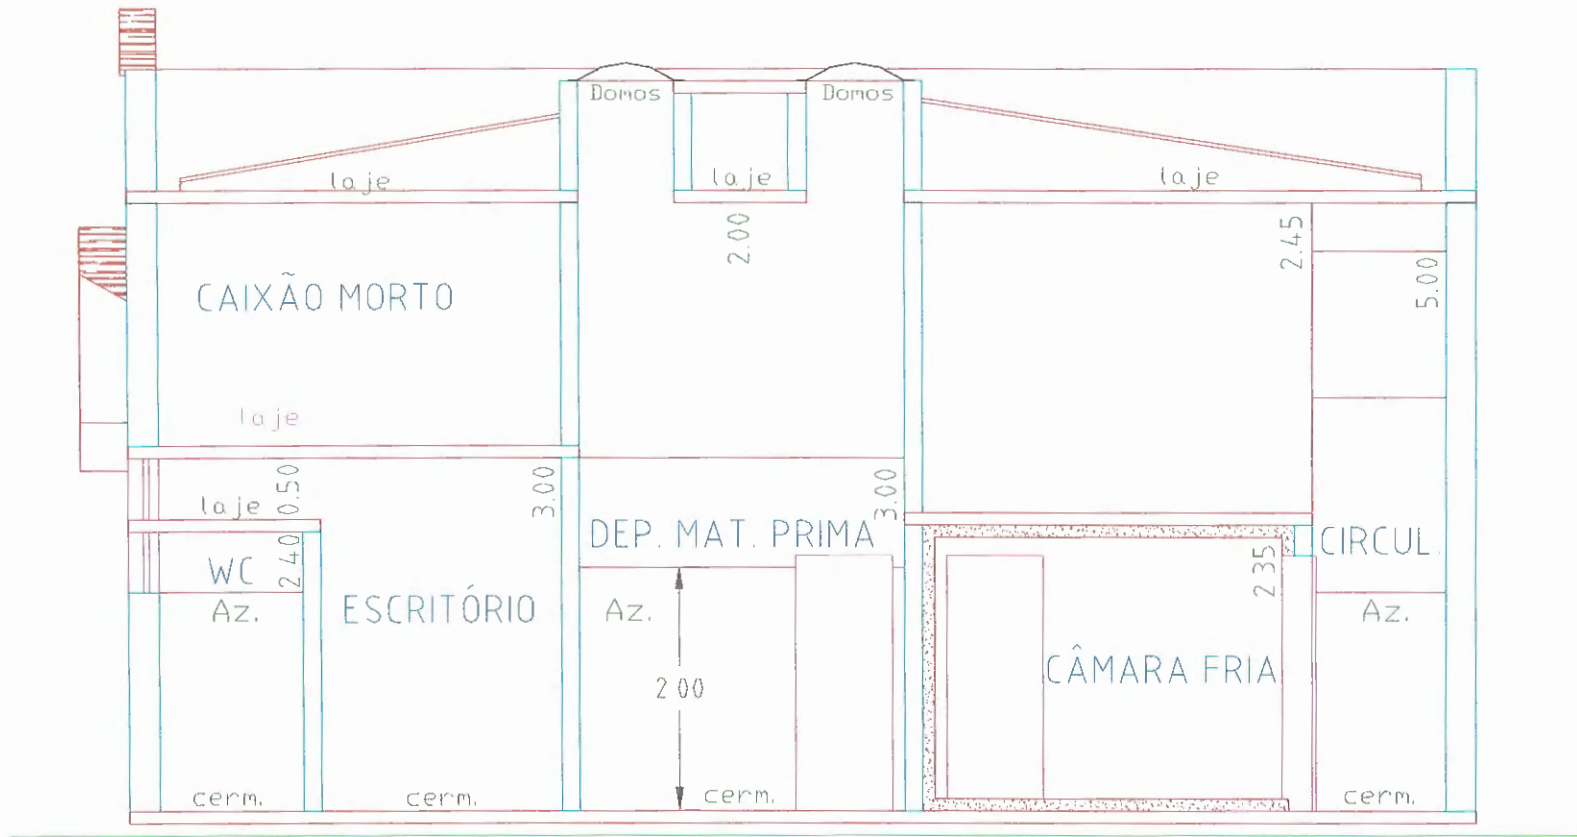 Domos
Domos
laje
laje
laje
2.00
2.45
5.00
CAIXÃO MORTO
laje
0.50
3.00
3.00
laje
DEP. MAT. PRIMA
CIRCUL.
WC
2.40
2.35
Az.
ESCRITÓRIO
Az.
Az.
CÂMARA FRIA
2.00
cerm.
cerm.
cerm.
cerm.